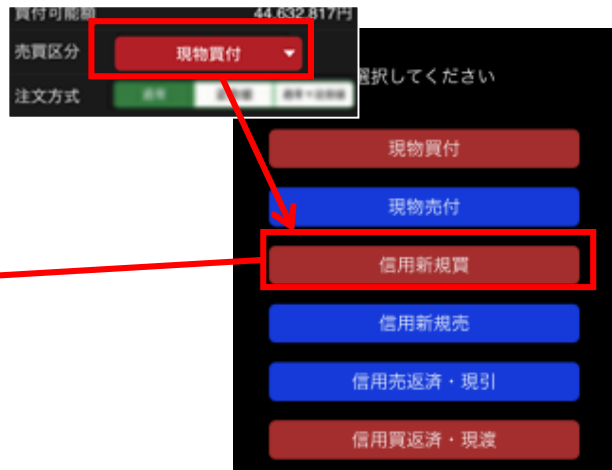 買付可能額 44,632,817円
売買区分 現物買付
注文方式
選択してください
現物買付
現物売付
信用新規買
信用新規売
信用売返済・現引
信用買返済・現渡